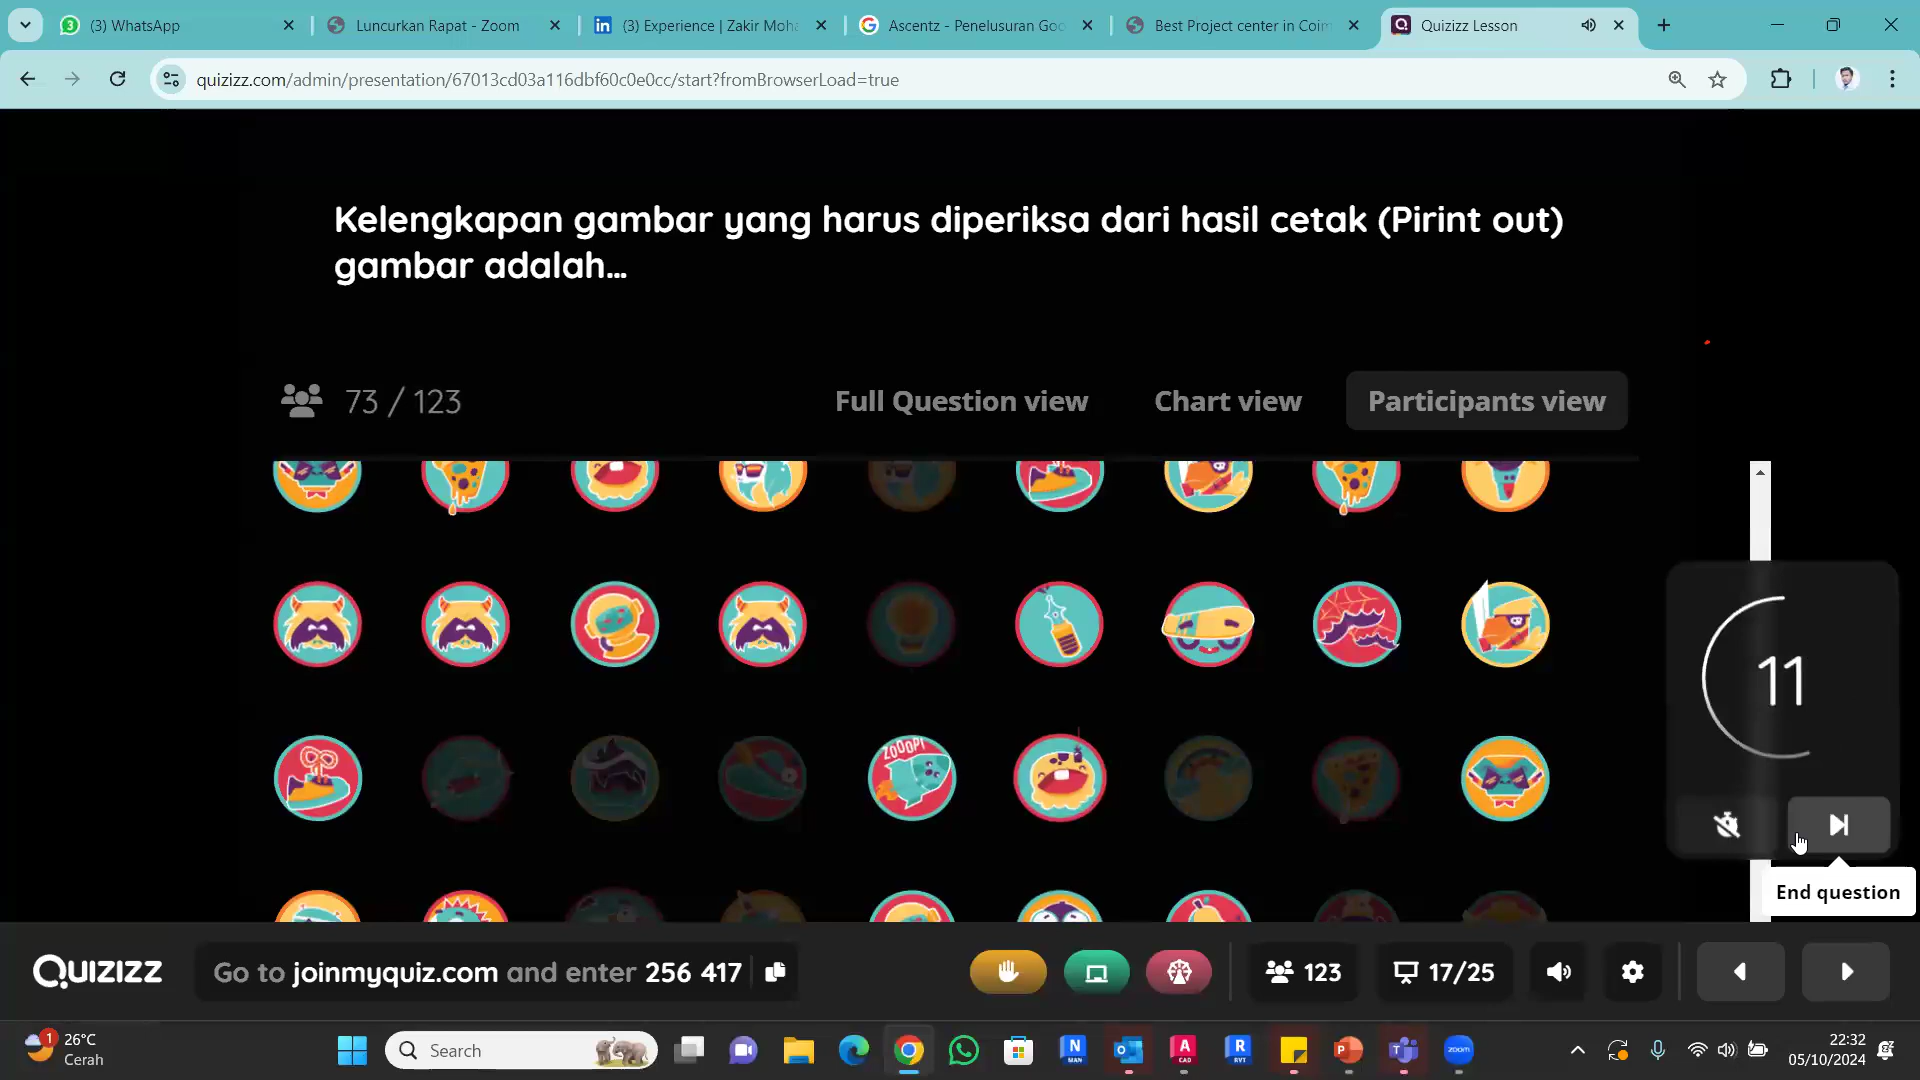 (3) WhatsApp
Luncurkan Rapat - Zoom
(3) Experience | Zakir Moha
Ascentz - Penelusuran Goo
Best Project center in Coim
Quizizz Lesson
quizizz.com/admin/presentation/67013cd03a116dbf60c0e0cc/start?fromBrowserLoad=true
Kelengkapan gambar yang harus diperiksa dari hasil cetak (Pirint out)
gambar adalah...
73 / 123
Full Question view
Chart view
Participants view
ZOOOP!
11
End question
QUIZIZZ
Go to joinmyquiz.com and enter 256 417
123
17/25
1
26°C
Cerah
Search
22:32
05/10/2024